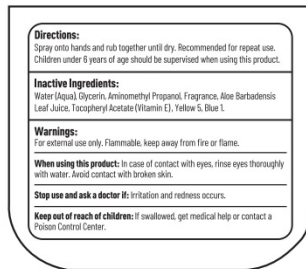 Directions:
Spray onto hands and rub together until dry. Recommended for repeat use.
Children under 6 years of age should be supervised when using this product.
Inactive Ingredients:
Water (Aqua), Glycerin, Aminomethyl Propanol, Fragrance, Aloe Barbadensis
Leaf Juice, Tocopheryl Acetate (Vitamin E) , Yellow 5, Blue 1.
Warnings:
For external use only. Flammable, keep away from fire or flame.
When using this product: In case of contact with eyes, rinse eyes thoroughly
with water. Avoid contact with broken skin.
Stop use and ask a doctor if: Irritation and redness occurs.
Keep out of reach of children: If swallowed, get medical help or contact a
Poison Control Center.